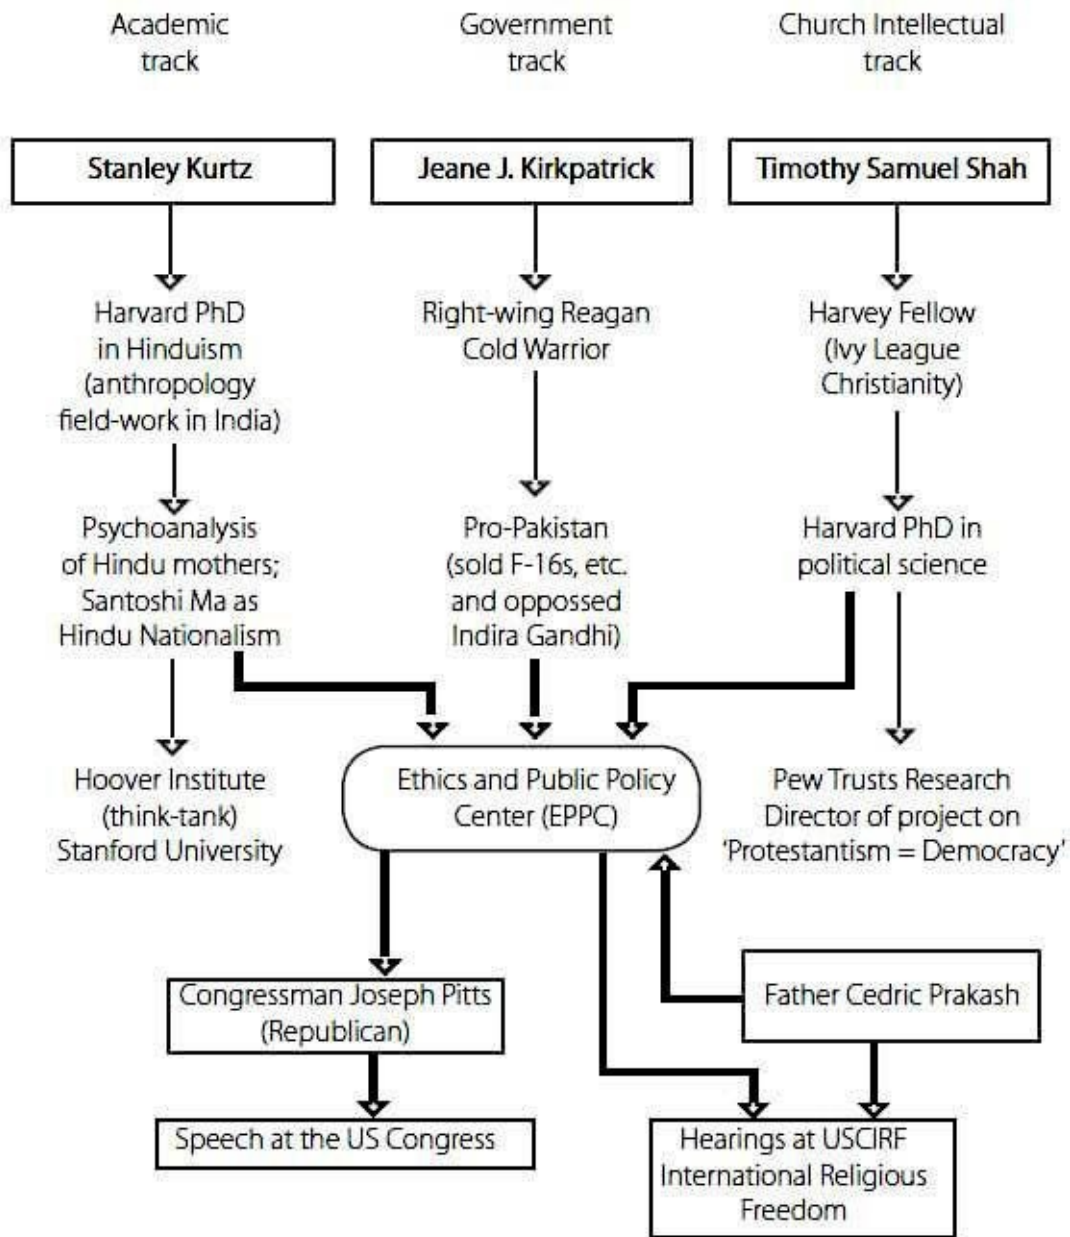 Academic
track
Government
track
Church Intellectual
track
Stanley Kurtz
Jeane J. Kirkpatrick
Timothy Samuel Shah
Harvard PhD
in Hinduism
(anthropology
field-work in India)
Right-wing Reagan
Cold Warrior
Harvey Fellow
(Ivy League
Christianity)
Psychoanalysis
of Hindu mothers;
Santoshi Ma as
Hindu Nationalism
Pro-Pakistan
(sold F-16s, etc.
and oppossed
Indira Gandhi)
Harvard PhD in
political science
Hoover Institute
(think-tank)
Stanford University
Ethics and Public Policy
Center (EPPC)
Pew Trusts Research
Director of project on
‘Protestantism = Democracy’
Congressman Joseph Pitts
(Republican)
Father Cedric Prakash
Speech at the US Congress
Hearings at USCIRF
International Religious
Freedom